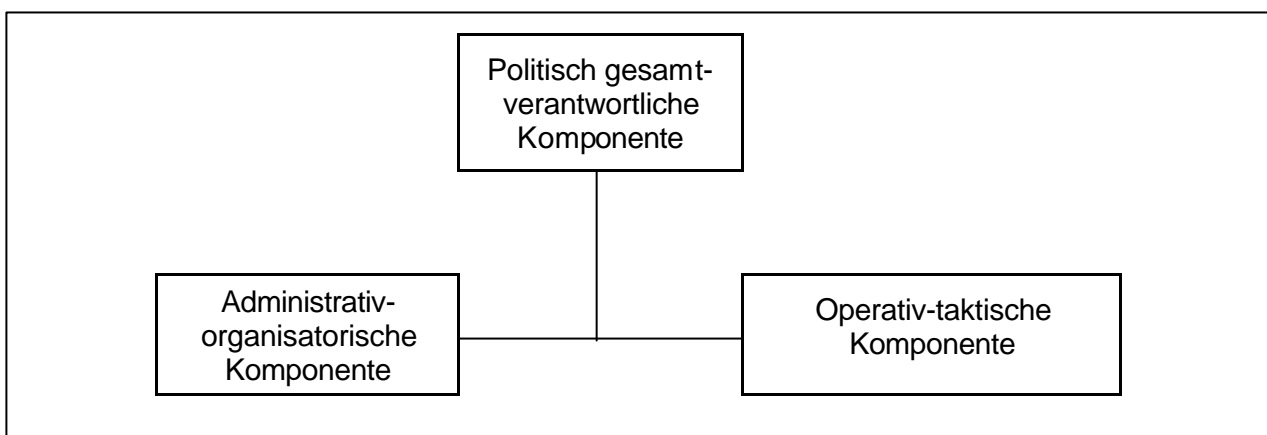 Politisch gesamt-
verantwortliche
Komponente
Administrativ-
organisatorische
Komponente
Operativ-taktische
Komponente